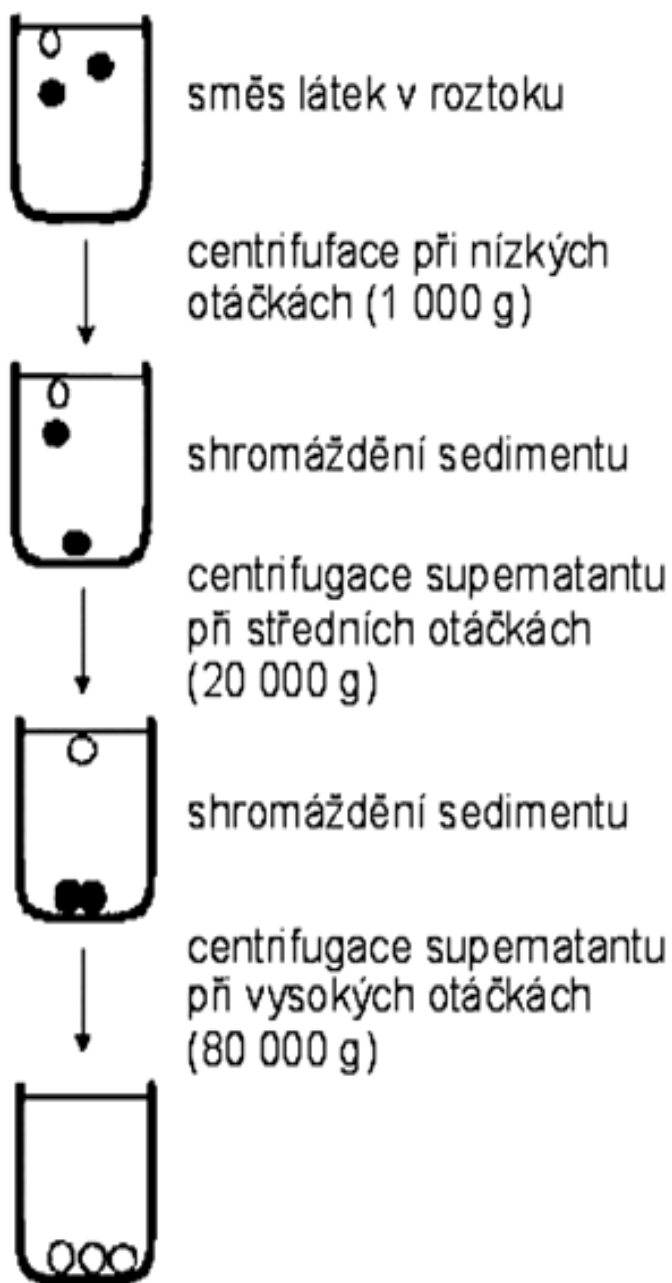 směs látek v roztoku
centrifuface při nízkých
otáčkách (1 000 g)
shromáždění sedimentu
centrifugace supernatantu
při středních otáčkách
(20 000 g)
shromáždění sedimentu
centrifugace supernatantu
při vysokých otáčkách
(80 000 g)